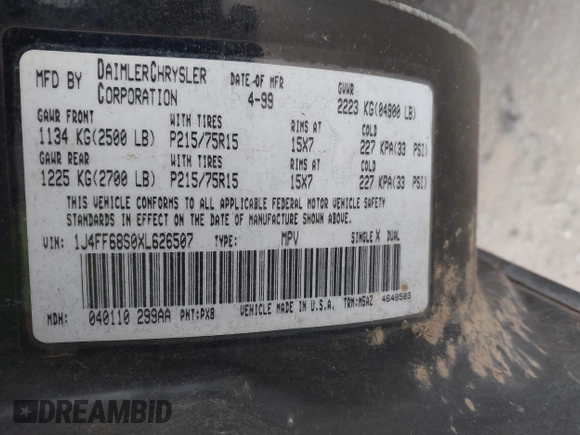 MFD BY DAIMLERCHRYSLER CORPORATION DATE-OF MFR 4-99 GVWR 2223 KG(04900 LB)
GAWR FRONT WITH TIRES RIMS AT COLD
1134 KG(2500 LB) P215/75R15 15X7 227 KPA(33 PSI)
GAWR REAR WITH TIRES RIMS AT COLD
1225 KG(2700 LB) P215/75R15 15X7 227 KPA(33 PSI)
THIS VEHICLE CONFORMS TO ALL APPLICABLE FEDERAL MOTOR VEHICLE SAFETY
STANDARDS IN EFFECT ON THE DATE OF MANUFACTURE SHOWN ABOVE.
VIN: 1J4FF68S0XL626507 TYPE: MPV SINGLE X DUAL
MDH: 040110 299AA PNT:PX8 VEHICLE MADE IN U.S.A. TRM:M5AZ 4648503
DREAMBID